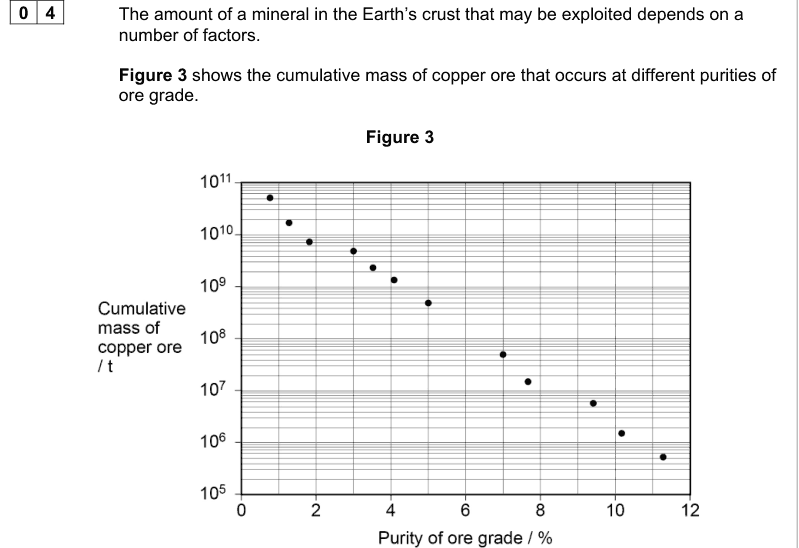 0 4
The amount of a mineral in the Earth’s crust that may be exploited depends on a
number of factors.
Figure 3 shows the cumulative mass of copper ore that occurs at different purities of
ore grade.
Figure 3
10¹¹
10¹⁰
10⁹
10⁸
10⁷
10⁶
10⁵
Cumulative
mass of
copper ore
/ t
0 2 4 6 8 10 12
Purity of ore grade / %